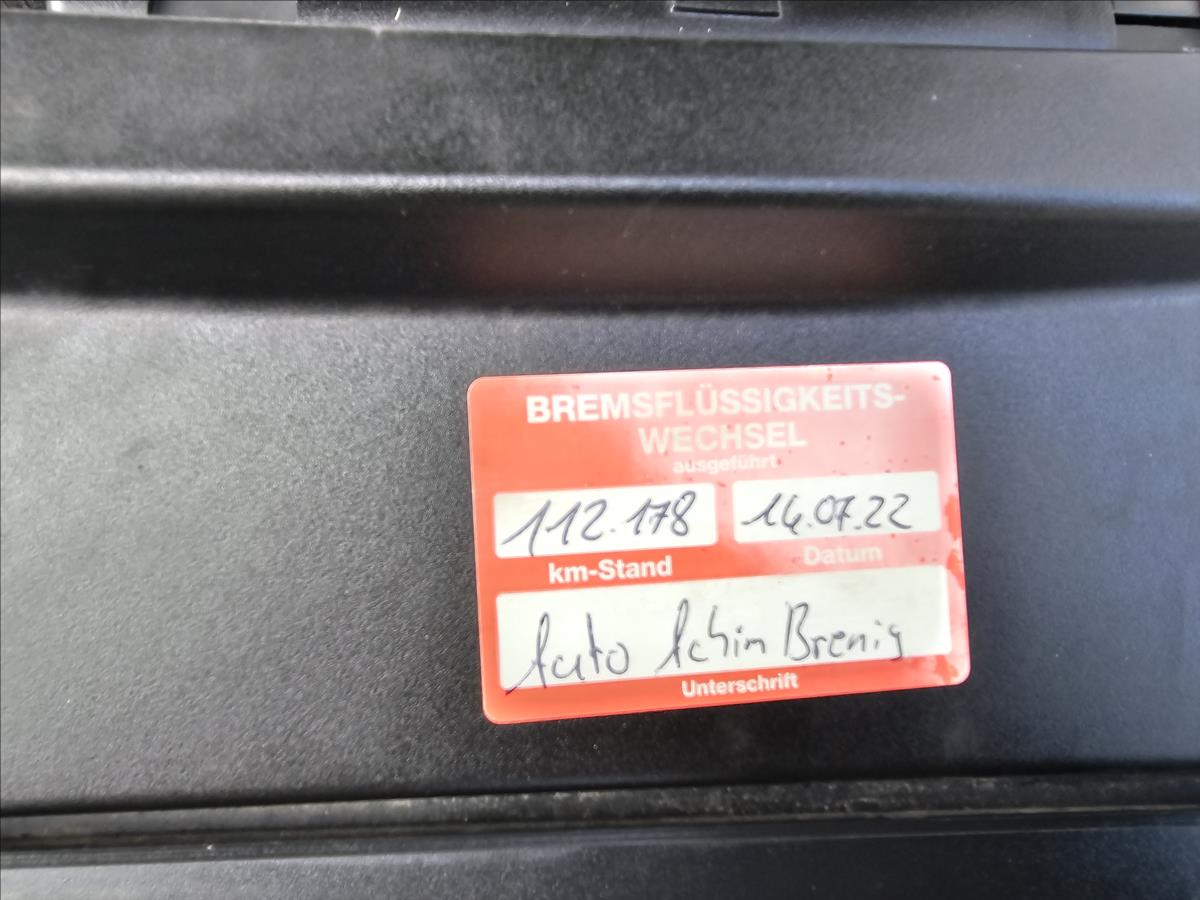 BREMSFLÜSSIGKEITS-
WECHSEL
ausgeführt
112.178 14.07.22
km-Stand Datum
Auto Achim Brenig
Unterschrift